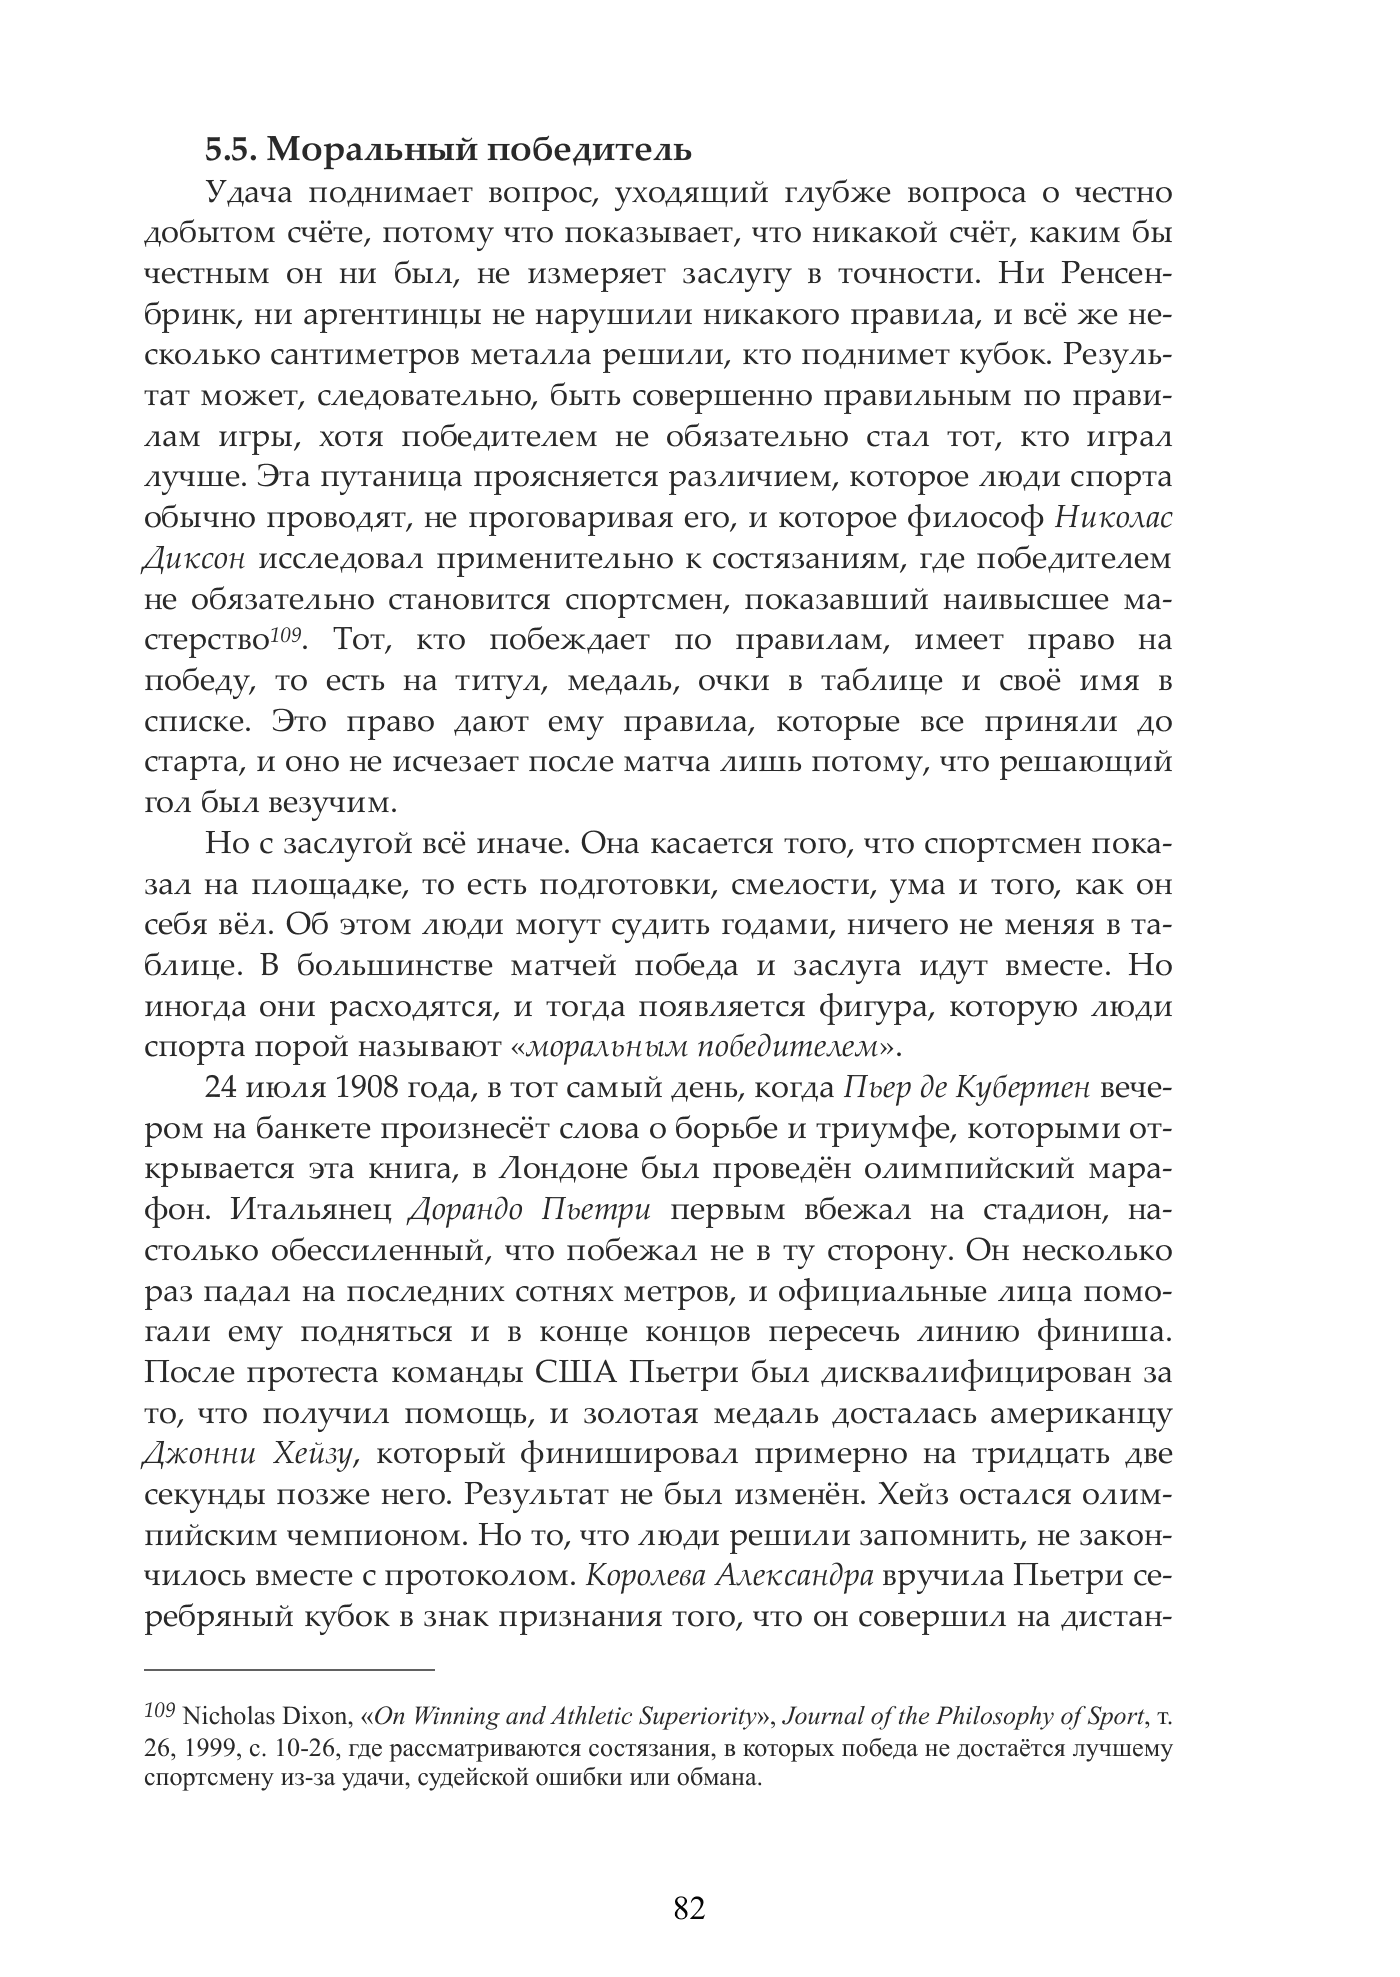 5.5. Моральный победитель
Удача поднимает вопрос, уходящий глубже вопроса о честно
добытом счёте, потому что показывает, что никакой счёт, каким бы
честным он ни был, не измеряет заслугу в точности. Ни Ренсен-
бринк, ни аргентинцы не нарушили никакого правила, и всё же не-
сколько сантиметров металла решили, кто поднимет кубок. Резуль-
тат может, следовательно, быть совершенно правильным по прави-
лам игры, хотя победителем не обязательно стал тот, кто играл
лучше. Эта путаница проясняется различием, которое люди спорта
обычно проводят, не проговаривая его, и которое философ Николас
Диксон исследовал применительно к состязаниям, где победителем
не обязательно становится спортсмен, показавший наивысшее ма-
стерство109. Тот, кто побеждает по правилам, имеет право на
победу, то есть на титул, медаль, очки в таблице и своё имя в
списке. Это право дают ему правила, которые все приняли до
старта, и оно не исчезает после матча лишь потому, что решающий
гол был везучим.
Но с заслугой всё иначе. Она касается того, что спортсмен пока-
зал на площадке, то есть подготовки, смелости, ума и того, как он
себя вёл. Об этом люди могут судить годами, ничего не меняя в та-
блице. В большинстве матчей победа и заслуга идут вместе. Но
иногда они расходятся, и тогда появляется фигура, которую люди
спорта порой называют «моральным победителем».
24 июля 1908 года, в тот самый день, когда Пьер де Кубертен вече-
ром на банкете произнесёт слова о борьбе и триумфе, которыми от-
крывается эта книга, в Лондоне был проведён олимпийский мара-
фон. Итальянец Дорандо Пьетри первым вбежал на стадион, на-
столько обессиленный, что побежал не в ту сторону. Он несколько
раз падал на последних сотнях метров, и официальные лица помо-
гали ему подняться и в конце концов пересечь линию финиша.
После протеста команды США Пьетри был дисквалифицирован за
то, что получил помощь, и золотая медаль досталась американцу
Джонни Хейзу, который финишировал примерно на тридцать две
секунды позже него. Результат не был изменён. Хейз остался олим-
пийским чемпионом. Но то, что люди решили запомнить, не закон-
чилось вместе с протоколом. Королева Александра вручила Пьетри се-
ребряный кубок в знак признания того, что он совершил на дистан-
109 Nicholas Dixon, «On Winning and Athletic Superiority», Journal of the Philosophy of Sport, т.
26, 1999, с. 10-26, где рассматриваются состязания, в которых победа не достаётся лучшему
спортсмену из-за удачи, судейской ошибки или обмана.
82